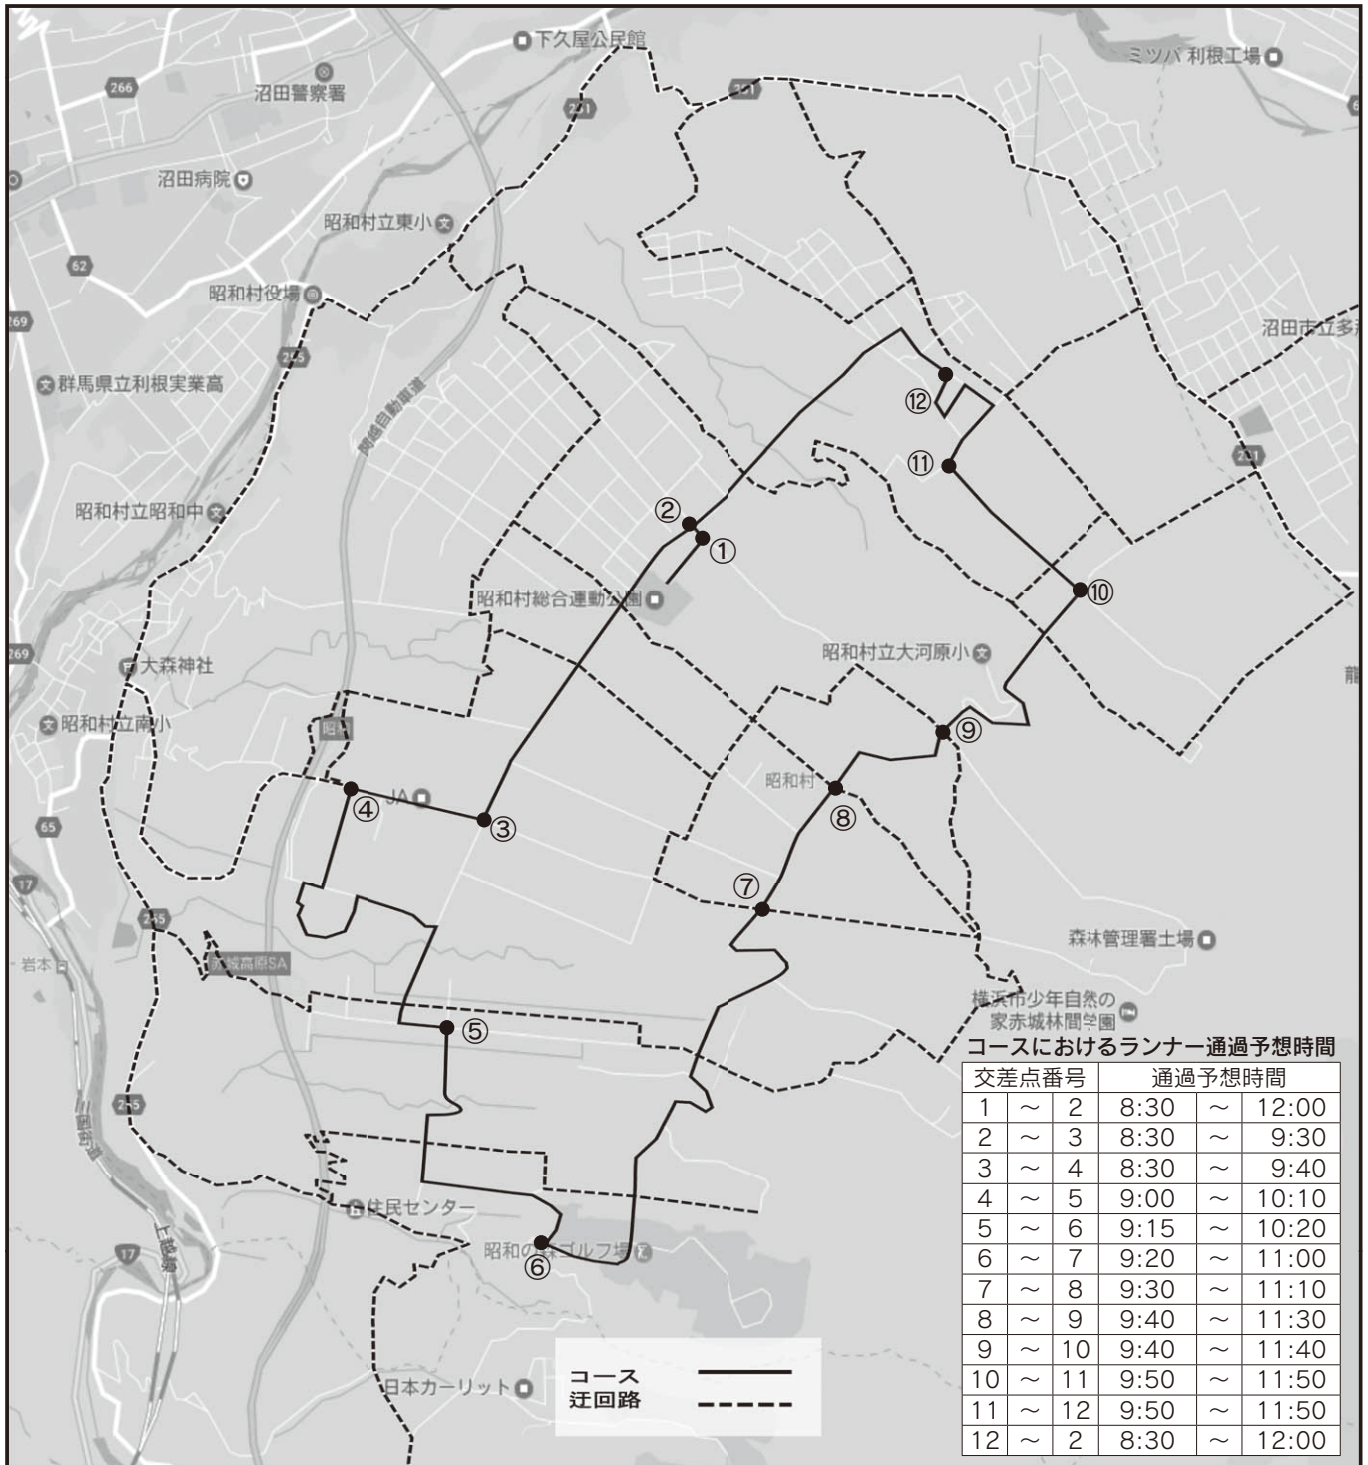 下久屋公民館
ミツバ 利根工場
266
沼田警察署
251
251
沼田病院
昭和村立東小
62
昭和村役場
269
265
沼田市立多
群馬県立利根実業高
関越自動車道
⑫
⑪
251
昭和村立昭和中
②
①
⑩
昭和村総合運動公園
269
大森神社
昭和村立大河原小
龍
昭和村立南小
昭和
⑨
昭和村
④
JA
③
⑧
65
17
⑦
265
岩本
赤城高原SA
森林管理署土場
横浜市少年自然の
家赤城林間学園
⑤
265
三国街道
住民センター
上越線
17
昭和の森ゴルフ場
⑥
日本カーリット
コース
迂回路
コースにおけるランナー通過予想時間
交差点番号 通過予想時間
1 ～ 2 8:30 ～ 12:00
2 ～ 3 8:30 ～ 9:30
3 ～ 4 8:30 ～ 9:40
4 ～ 5 9:00 ～ 10:10
5 ～ 6 9:15 ～ 10:20
6 ～ 7 9:20 ～ 11:00
7 ～ 8 9:30 ～ 11:10
8 ～ 9 9:40 ～ 11:30
9 ～ 10 9:40 ～ 11:40
10 ～ 11 9:50 ～ 11:50
11 ～ 12 9:50 ～ 11:50
12 ～ 2 8:30 ～ 12:00